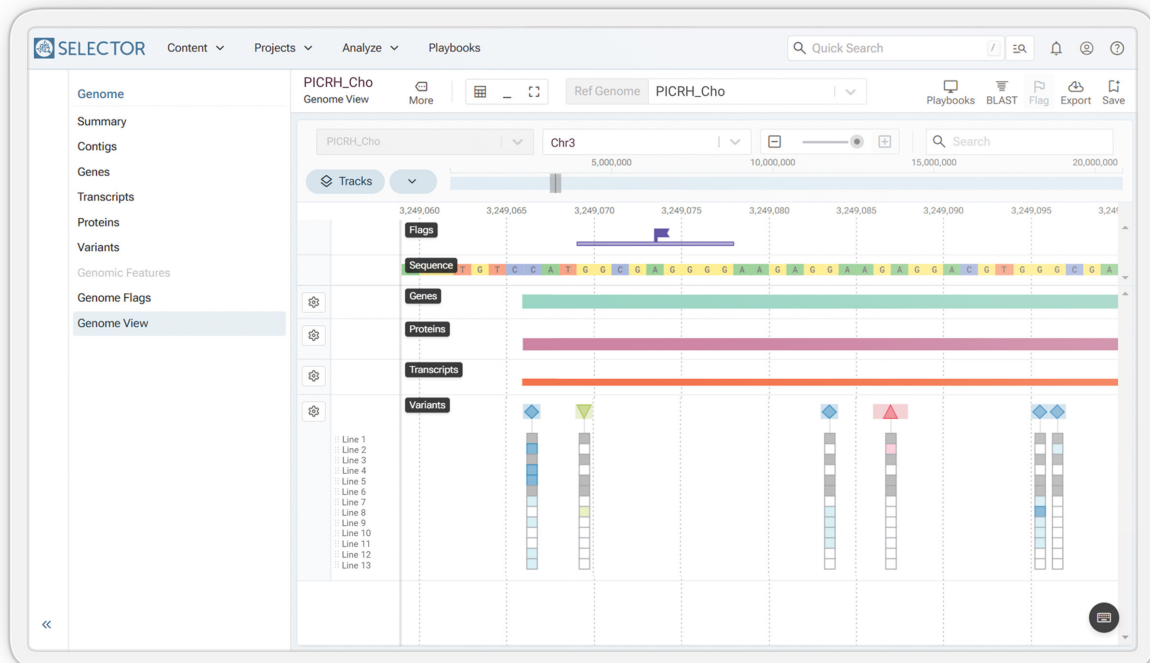 SELECTOR
Content Projects Analyze Playbooks
Quick Search /
Genome
Summary
Contigs
Genes
Transcripts
Proteins
Variants
Genomic Features
Genome Flags
Genome View
PICRH_Cho
Genome View
More
Ref Genome PICRH_Cho
Playbooks BLAST Flag Export Save
PICRH_Cho Chr3 Search
5,000,000 10,000,000 15,000,000 20,000,000
Tracks
3,249,060 3,249,065 3,249,070 3,249,075 3,249,080 3,249,085 3,249,090 3,249,095 3,249
Flags
Sequence T G T C C A T G G C G A G G G G A A G A G G A A G A G G A C G T G G G C G A
Genes
Proteins
Transcripts
Variants
Line 1
Line 2
Line 3
Line 4
Line 5
Line 6
Line 7
Line 8
Line 9
Line 10
Line 11
Line 12
Line 13